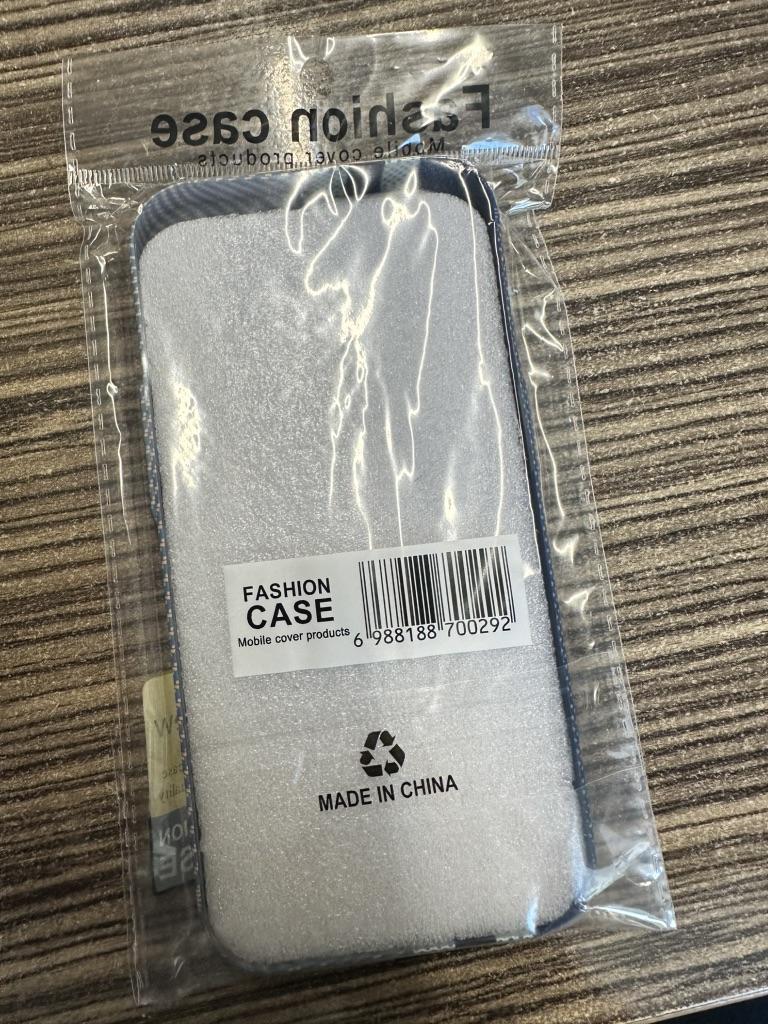 Fashion case
Mobile cover products
FASHION
CASE
Mobile cover products
6 988188 700292
MADE IN CHINA